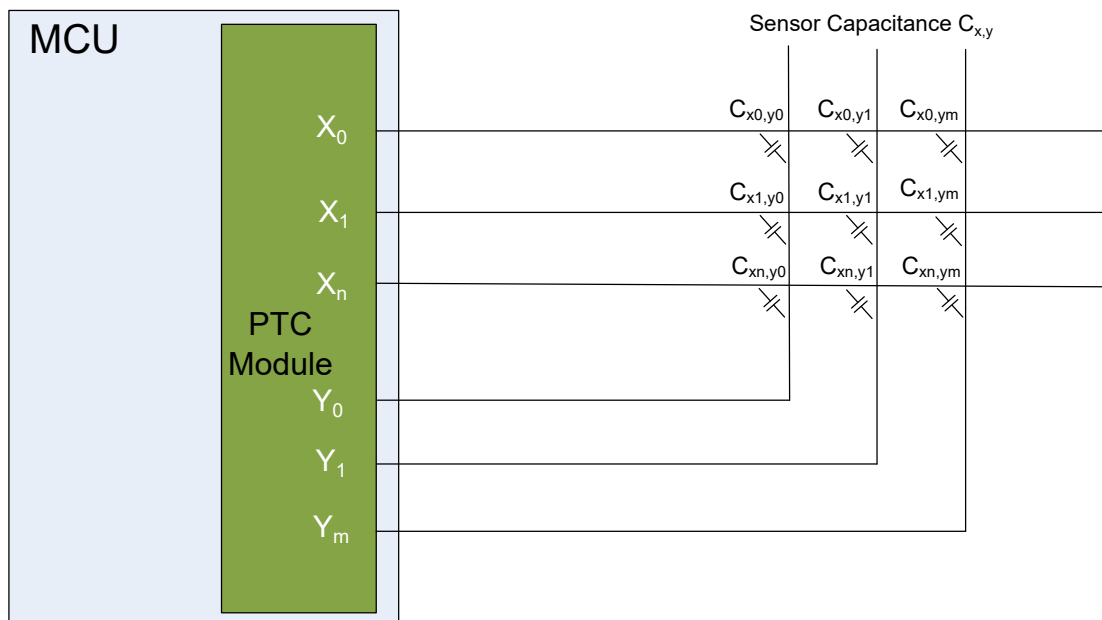 MCU
Sensor Capacitance Cx,y
X0
Cx0,y0 Cx0,y1 Cx0,ym
X1
Cx1,y0 Cx1,y1 Cx1,ym
Xn
Cxn,y0 Cxn,y1 Cxn,ym
PTC
Module
Y0
Y1
Ym